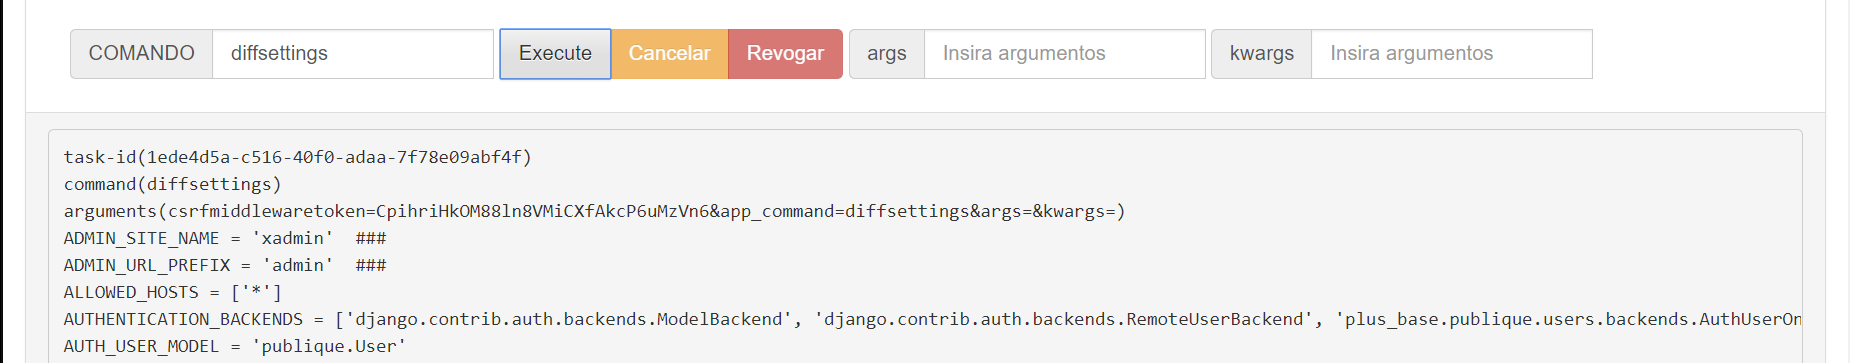 COMANDO diffsettings Execute Cancelar Revogar args Insira argumentos kwargs Insira argumentos
task-id(1ede4d5a-c516-40f0-adaa-7f78e09abf4f)
command(diffsettings)
arguments(csrfmiddlewaretoken=CpihriHkOM88ln8VMiCXfAkcP6uMzVn6&app_command=diffsettings&args=&kwargs=)
ADMIN_SITE_NAME = 'xadmin'  ###
ADMIN_URL_PREFIX = 'admin'  ###
ALLOWED_HOSTS = ['*']
AUTHENTICATION_BACKENDS = ['django.contrib.auth.backends.ModelBackend', 'django.contrib.auth.backends.RemoteUserBackend', 'plus_base.publique.users.backends.AuthUserOn
AUTH_USER_MODEL = 'publique.User'